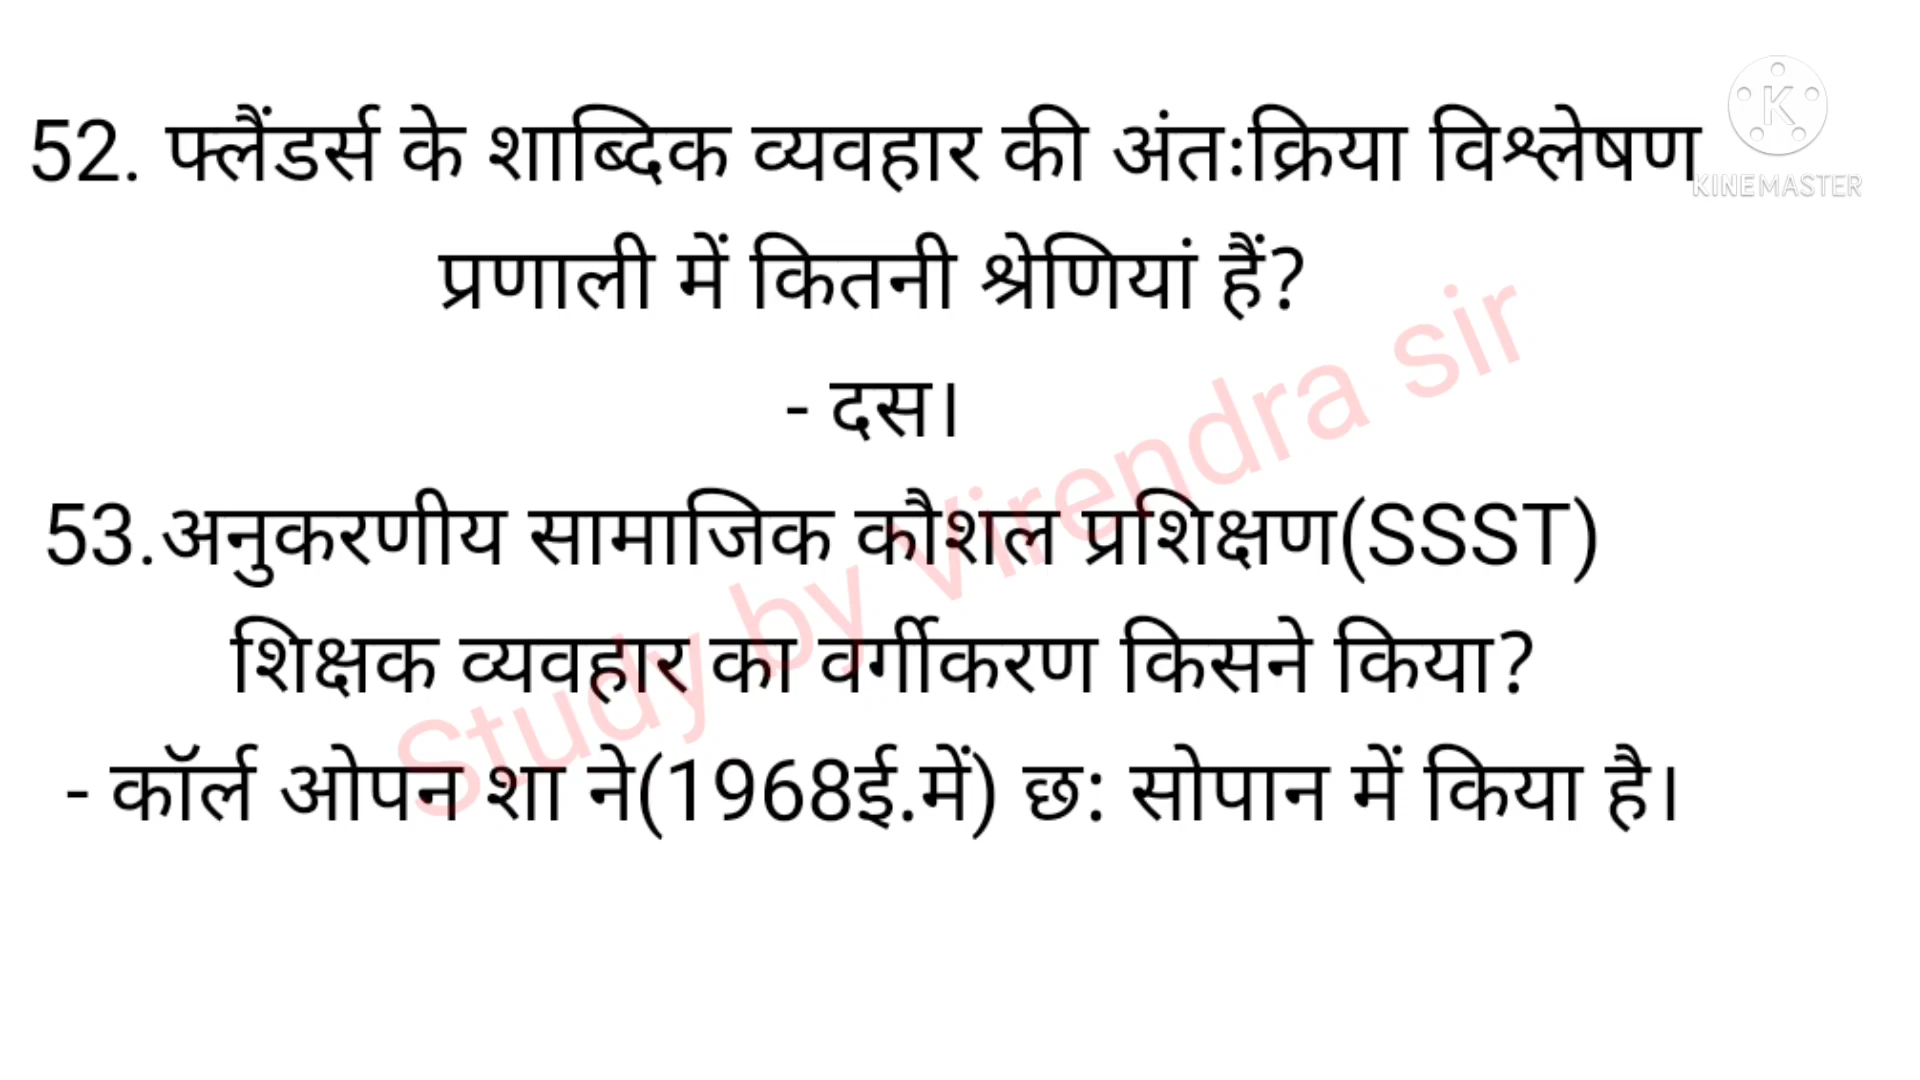 52. फ्लैंडर्स के शाब्दिक व्यवहार की अंतःक्रिया विश्लेषण
प्रणाली में कितनी श्रेणियां हैं?
- दस।
53.अनुकरणीय सामाजिक कौशल प्रशिक्षण(SSST)
शिक्षक व्यवहार का वर्गीकरण किसने किया?
- कॉर्ल ओपन शा ने(1968ई.में) छ: सोपान में किया है।
Study by Virendra sir
K
KINEMASTER